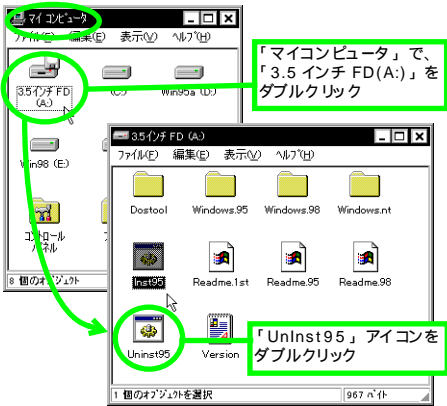 マイ コンピュータ
ファイル(F) 編集(E) 表示(V) ヘルプ(H)
3.5インチ FD (A:)
(C:)
Win95a (D:)
Win98 (E:)
コントロール パネル
8 個のオブジェクト
「マイコンピュータ」で、
「3.5 インチ FD(A:)」を
ダブルクリック
3.5インチ FD (A:)
ファイル(F) 編集(E) 表示(V) ヘルプ(H)
Dostool Windows.95 Windows.98 Windows.nt
Inst95 Readme.1st Readme.95 Readme.98
Uninst95 Version
「UnInst95」アイコンを
ダブルクリック
1 個のオブジェクトを選択
967 バイト